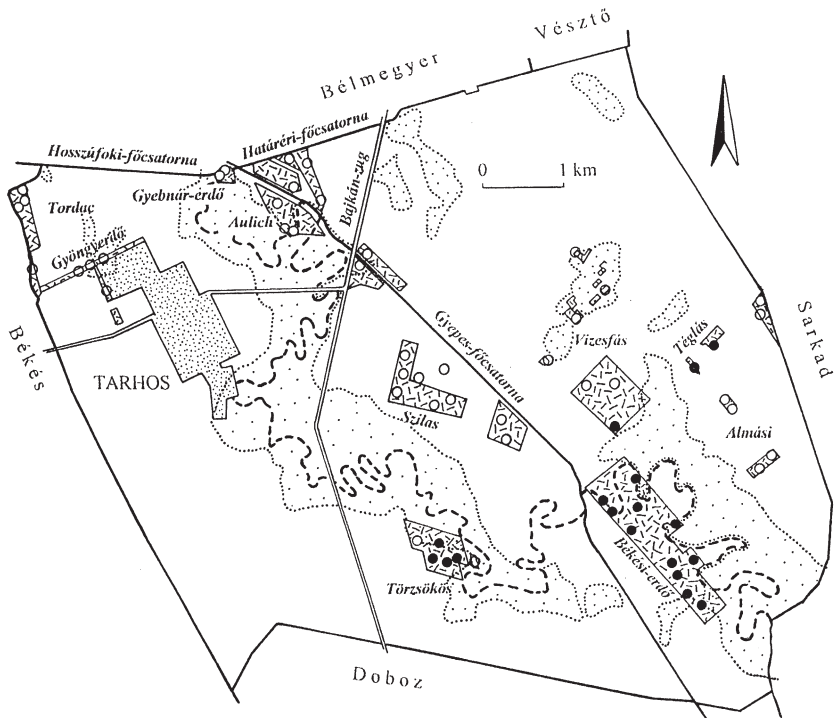 Vésztő
Bélmegyer
Határéri-főcsatorna
Hosszúfoki-főcsatorna
Bajkán-zug
0 1 km
Gyebnár-erdő
Tordac
Aulich
Gyöngyerdő
Sarkad
Gyepes-főcsatorna
Vizesfás
Téglás
Békés
TARHOS
Szilas
Almási
Békési-erdő
Törzsökös
Doboz